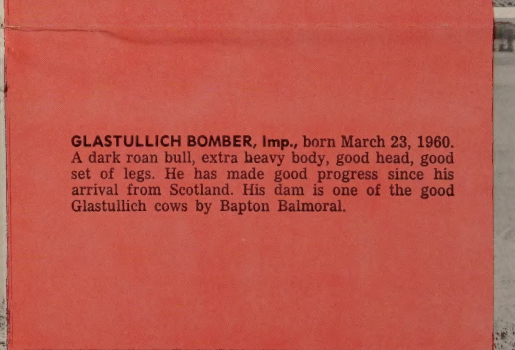 GLASTULLICH BOMBER, Imp., born March 23, 1960.
A dark roan bull, extra heavy body, good head, good
set of legs. He has made good progress since his
arrival from Scotland. His dam is one of the good
Glastullich cows by Bapton Balmoral.